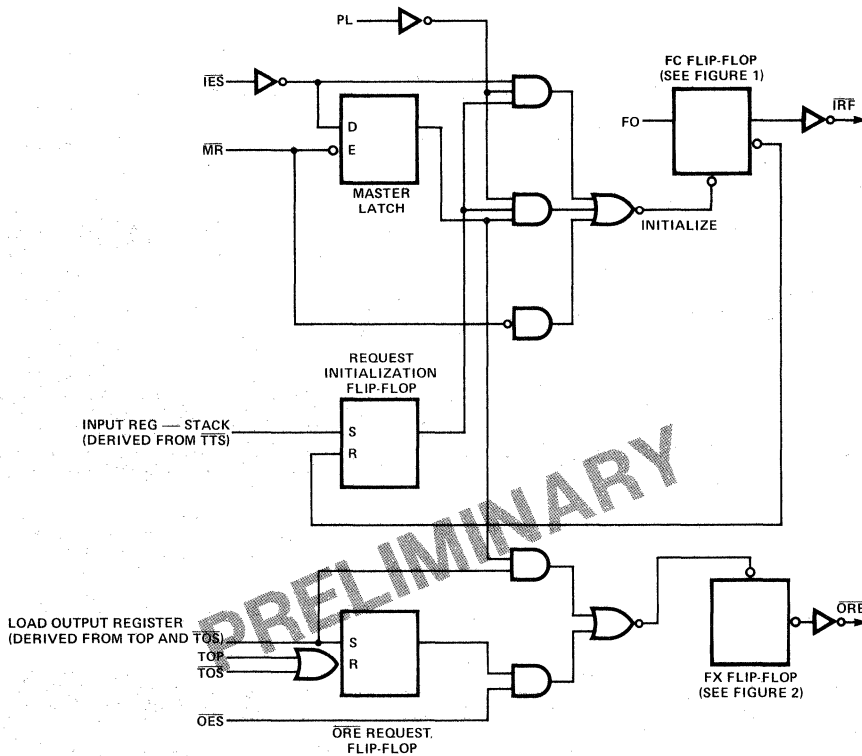 PL
FC FLIP-FLOP
(SEE FIGURE 1)
IES
IRF
D
FO
MR
E
MASTER
LATCH
INITIALIZE
REQUEST
INITIALIZATION
FLIP-FLOP
INPUT REG — STACK
(DERIVED FROM TTS)
S
R
PRELIMINARY
LOAD OUTPUT REGISTER
(DERIVED FROM TOP AND TOS)
S
ORE
TOP
R
TOS
FX FLIP-FLOP
(SEE FIGURE 2)
OES
ORE REQUEST.
FLIP-FLOP